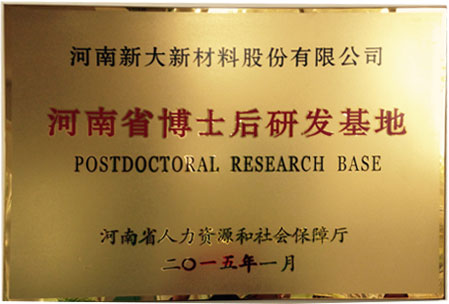 河南新大新材料股份有限公司
河南省博士后研发基地
POSTDOCTORAL RESEARCH BASE
河南省人力资源和社会保障厅
二〇一五年一月